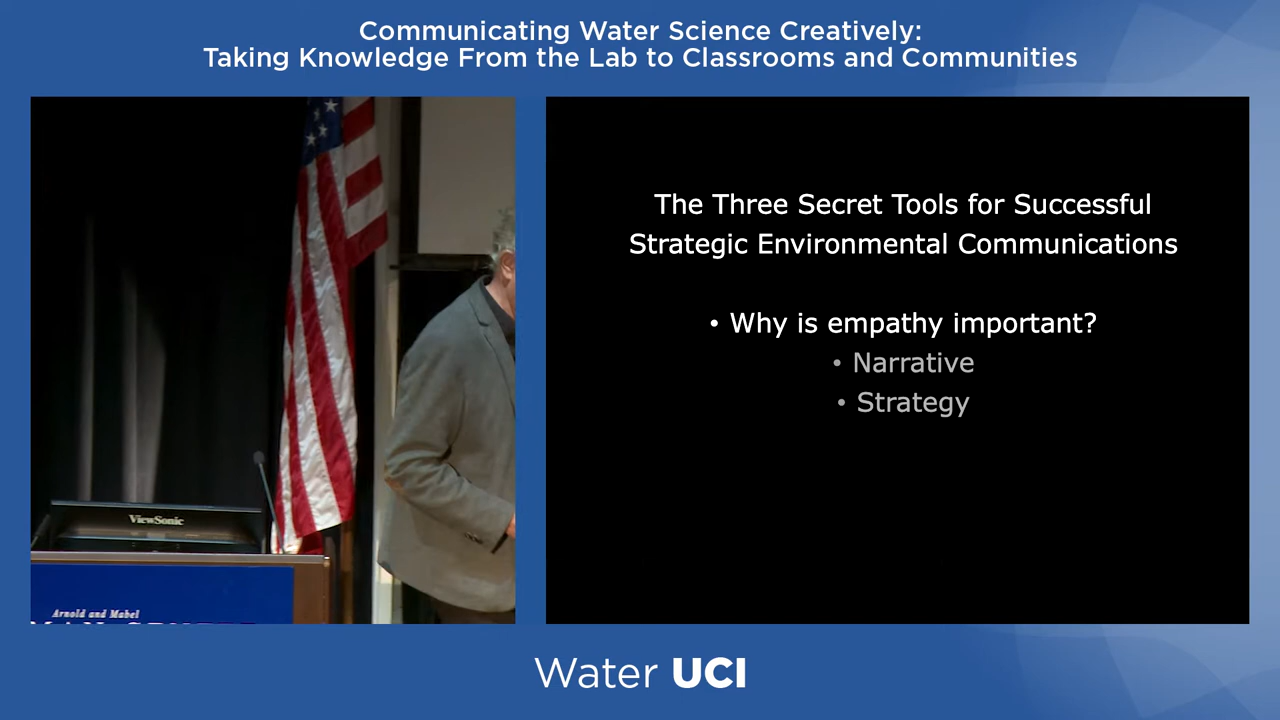 Communicating Water Science Creatively:
Taking Knowledge From the Lab to Classrooms and Communities
The Three Secret Tools for Successful
Strategic Environmental Communications
• Why is empathy important?
• Narrative
• Strategy
ViewSonic
Arnold and Mabel
Water UCI